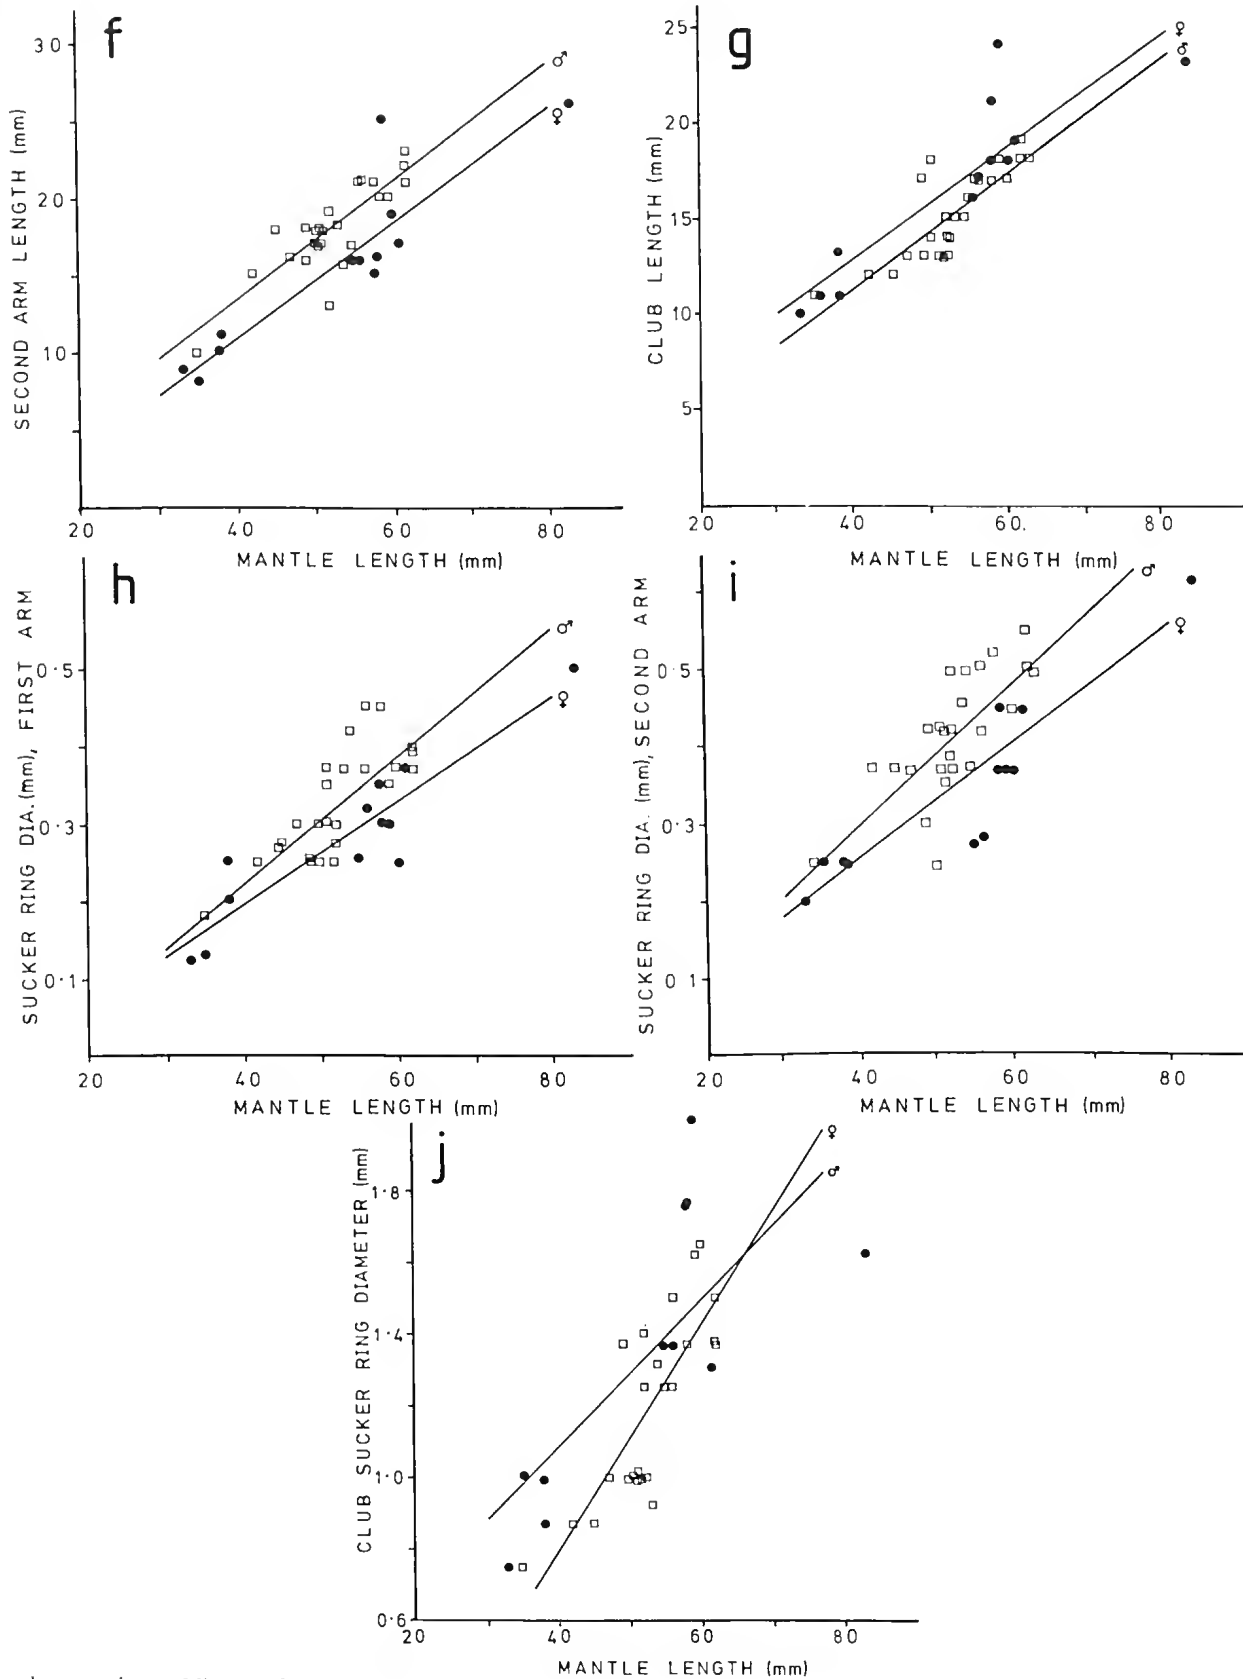 f
SECOND ARM LENGTH (mm)
30
20
10
♂
♀
20 40 60 80
MANTLE LENGTH (mm)
g
CLUB LENGTH (mm)
25
20
15
10
5
♀
♂
20 40 60. 80
MANTLE LENGTH (mm)
h
SUCKER RING DIA. (mm), FIRST ARM
0·5
0·3
0·1
♂
♀
20 40 60 80
MANTLE LENGTH (mm)
i
SUCKER RING DIA. (mm), SECOND ARM
0·5
0·3
0 1
♂
♀
20 40 60 80
MANTLE LENGTH (mm)
j
CLUB SUCKER RING DIAMETER (mm)
1·8
1·4
1·0
0·6
♀
♂
20 40 60 80
MANTLE LENGTH (mm)